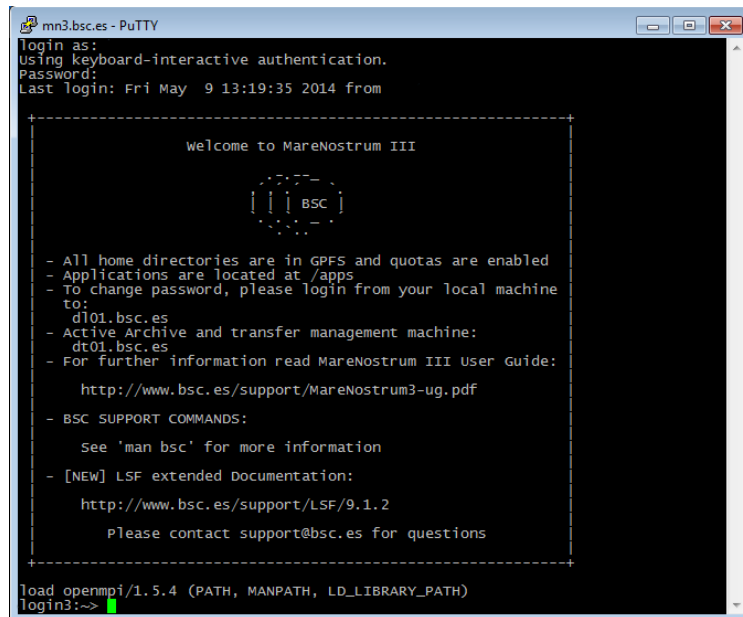 mn3.bsc.es - PuTTY
login as:
Using keyboard-interactive authentication.
Password:
Last login: Fri May  9 13:19:35 2014 from
Welcome to MareNostrum III
BSC
- All home directories are in GPFS and quotas are enabled
- Applications are located at /apps
- To change password, please login from your local machine
to:
dl01.bsc.es
- Active Archive and transfer management machine:
dt01.bsc.es
- For further information read MareNostrum III User Guide:
http://www.bsc.es/support/MareNostrum3-ug.pdf
- BSC SUPPORT COMMANDS:
See 'man bsc' for more information
- [NEW] LSF extended Documentation:
http://www.bsc.es/support/LSF/9.1.2
Please contact support@bsc.es for questions
load openmpi/1.5.4 (PATH, MANPATH, LD_LIBRARY_PATH)
login3:~>